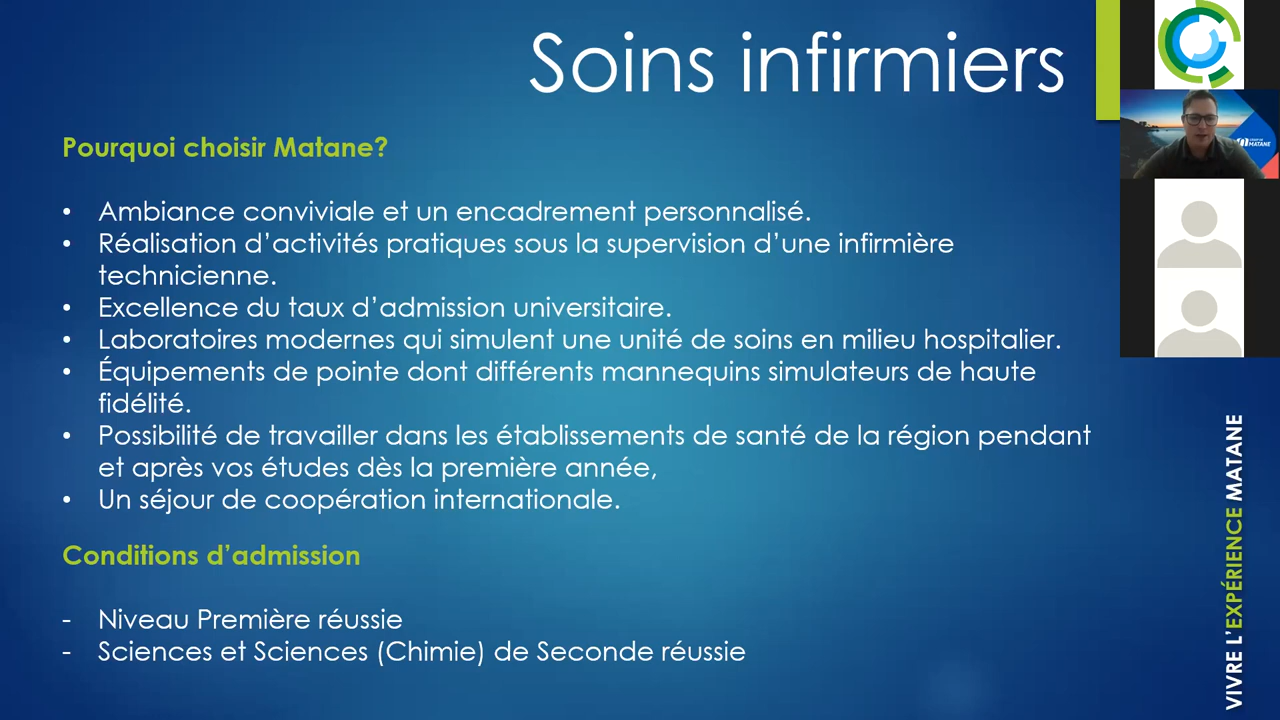 Soins infirmiers
Pourquoi choisir Matane?
• Ambiance conviviale et un encadrement personnalisé.
• Réalisation d’activités pratiques sous la supervision d’une infirmière
technicienne.
• Excellence du taux d’admission universitaire.
• Laboratoires modernes qui simulent une unité de soins en milieu hospitalier.
• Équipements de pointe dont différents mannequins simulateurs de haute
fidélité.
• Possibilité de travailler dans les établissements de santé de la région pendant
et après vos études dès la première année,
• Un séjour de coopération internationale.
Conditions d’admission
- Niveau Première réussie
- Sciences et Sciences (Chimie) de Seconde réussie
MATANE
VIVRE L’EXPÉRIENCE MATANE